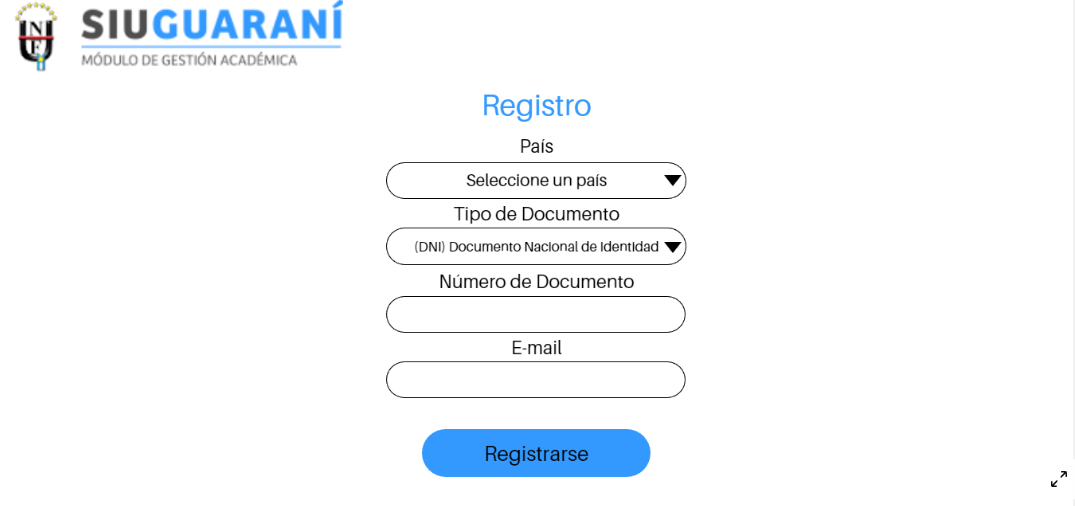 SIUGUARANÍ
MÓDULO DE GESTIÓN ACADÉMICA
Registro
País
Seleccione un país
Tipo de Documento
(DNI) Documento Nacional de Identidad
Número de Documento
E-mail
Registrarse